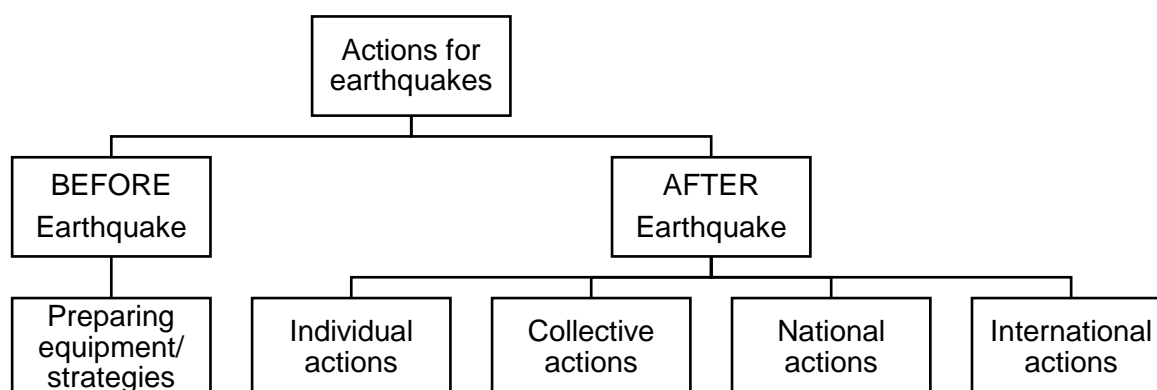 Actions for
earthquakes
BEFORE
Earthquake
AFTER
Earthquake
Preparing
equipment/
strategies
Individual
actions
Collective
actions
National
actions
International
actions